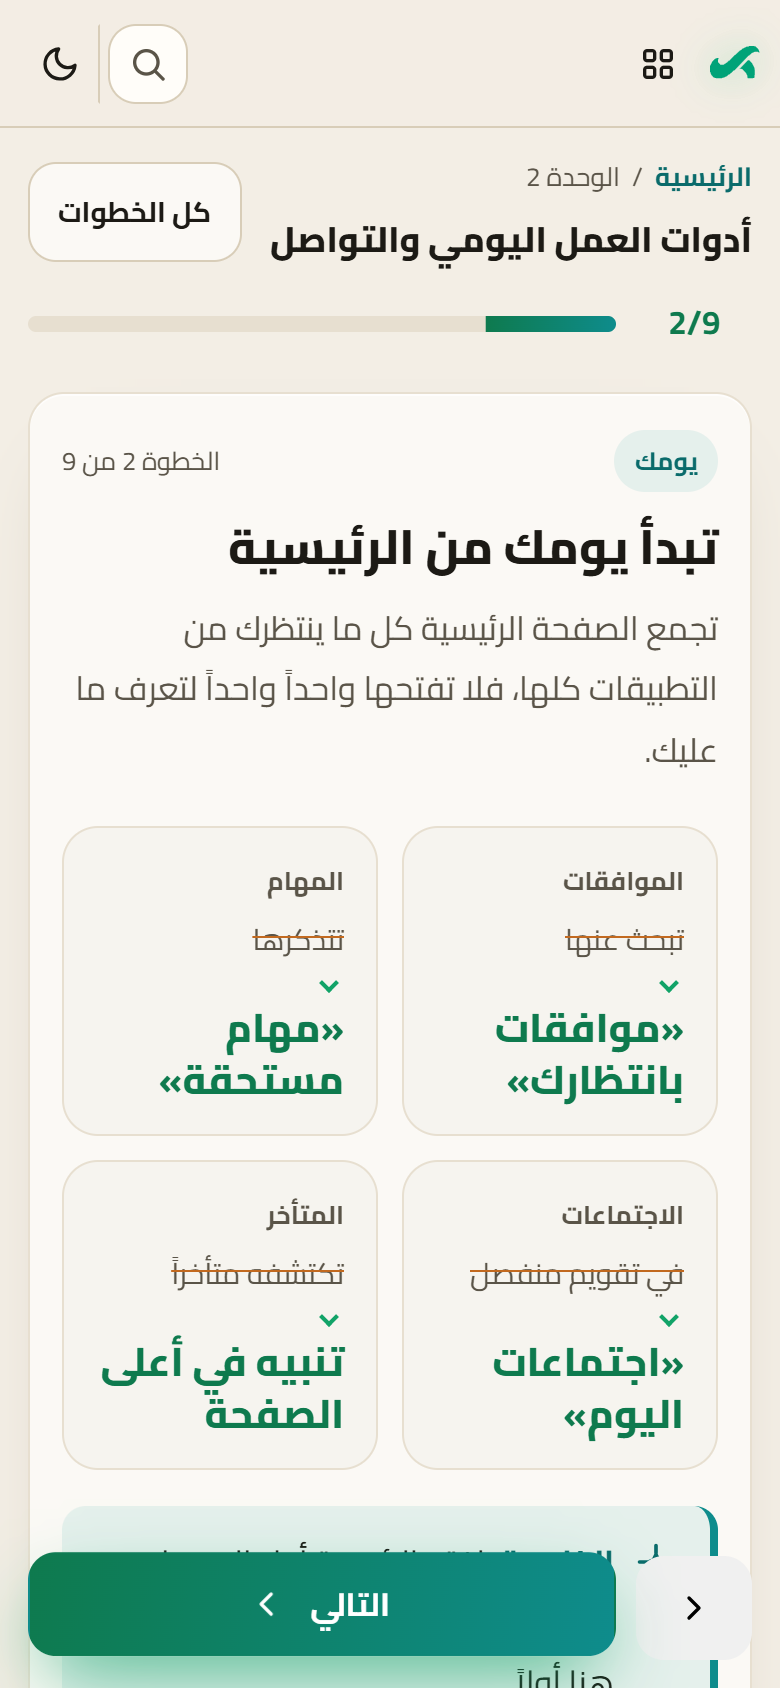 الرئيسية / الوحدة 2
أدوات العمل اليومي والتواصل
كل الخطوات
2/9
يومك
الخطوة 2 من 9
تبدأ يومك من الرئيسية
تجمع الصفحة الرئيسية كل ما ينتظرك من
التطبيقات كلها، فلا تفتحها واحداً واحداً لتعرف ما
عليك.
الموافقات
تبحث عنها
«موافقات
بانتظارك»
المهام
تتذكرها
«مهام
مستحقة»
الاجتماعات
في تقويم منفصل
«اجتماعات
اليوم»
المتأخر
تكتشفه متأخراً
تنبيه في أعلى
الصفحة
التالي
هنا أولاً